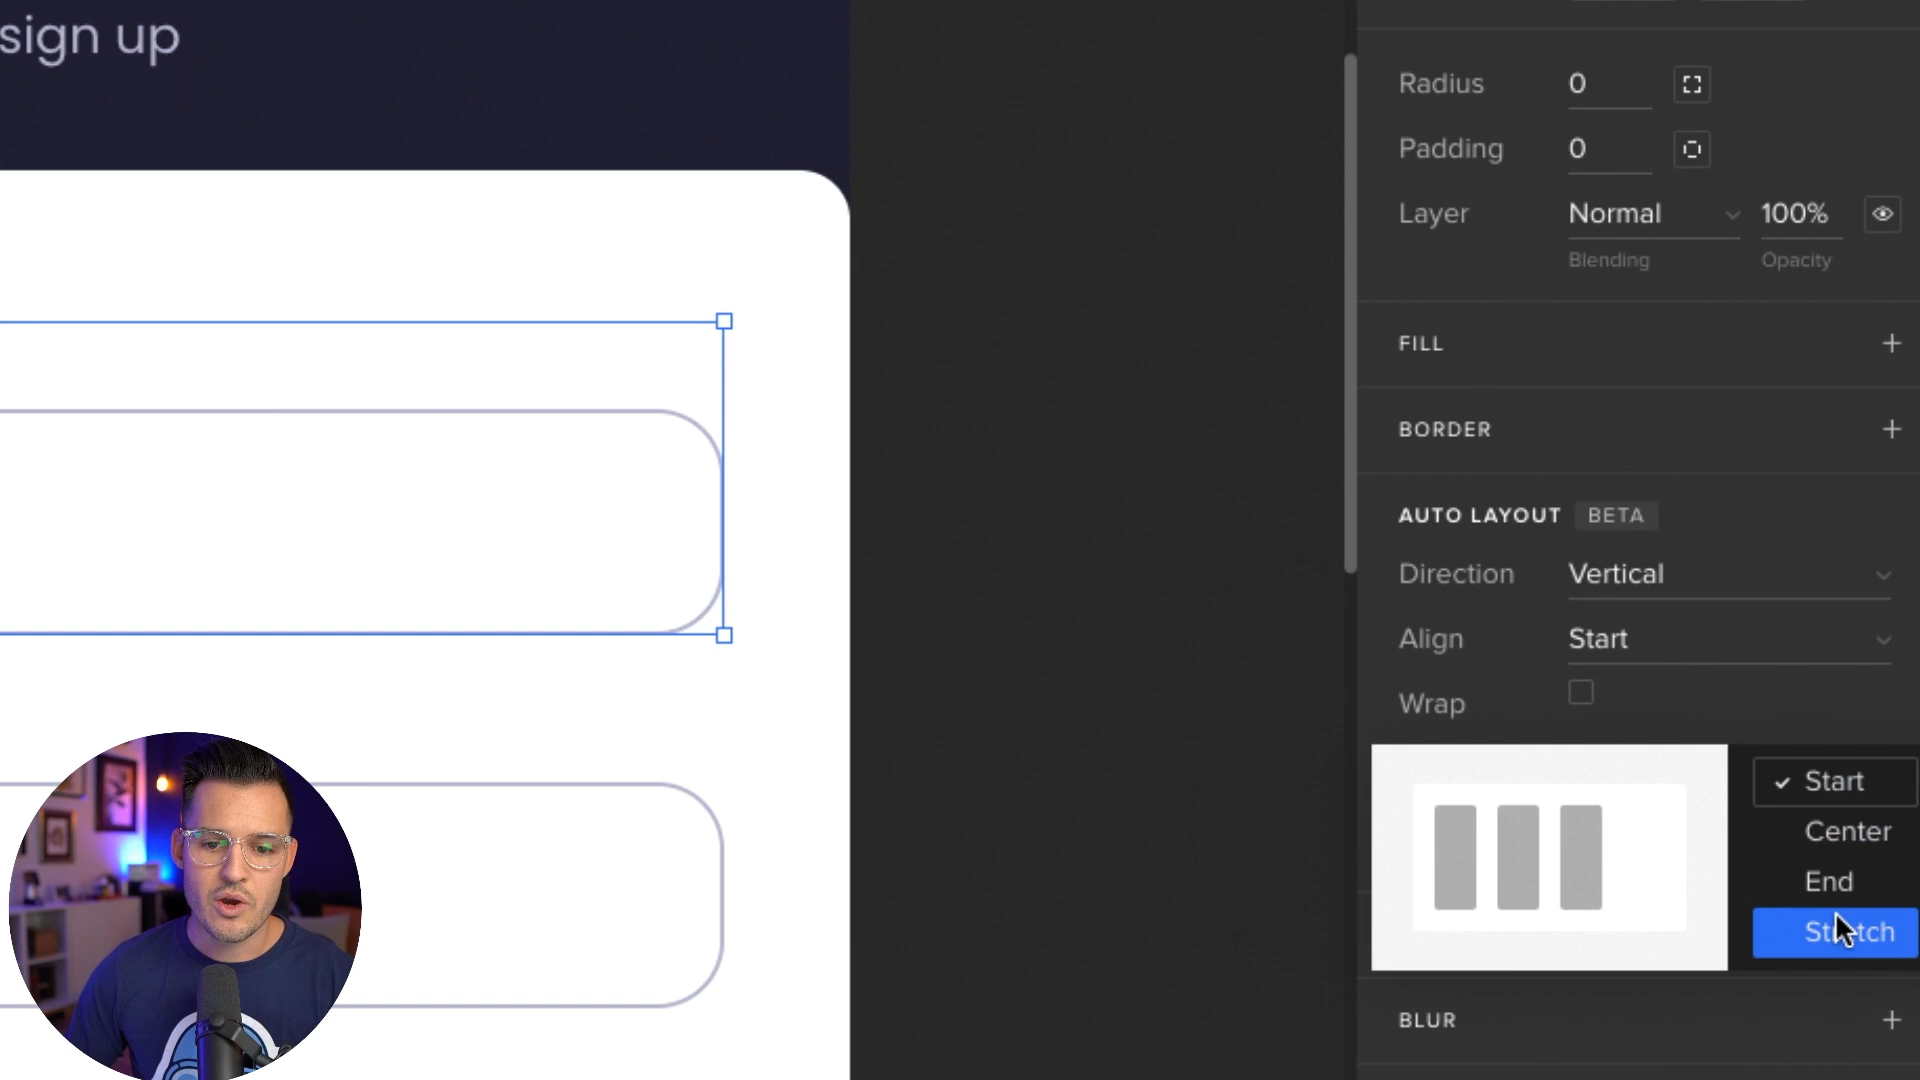 sign up
Radius 0
Padding 0
Layer Normal 100%
Blending Opacity
FILL
BORDER
AUTO LAYOUT BETA
Direction Vertical
Align Start
Wrap
Start
Center
End
Stretch
BLUR